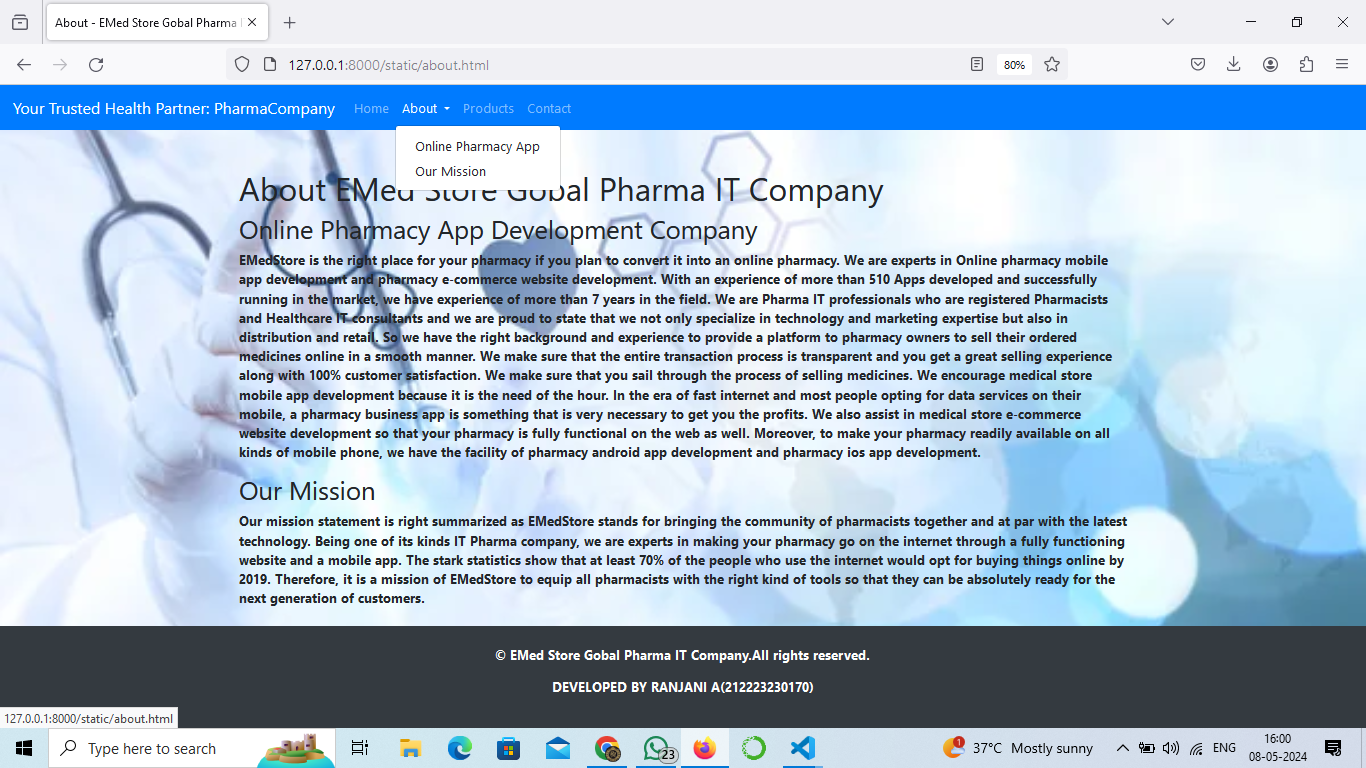 About - EMed Store Gobal Pharma
127.0.0.1:8000/static/about.html
80%
Your Trusted Health Partner: PharmaCompany
Home
About
Products
Contact
Online Pharmacy App
Our Mission
About EMed Store Gobal Pharma IT Company
Online Pharmacy App Development Company
EMedStore is the right place for your pharmacy if you plan to convert it into an online pharmacy. We are experts in Online pharmacy mobile
app development and pharmacy e-commerce website development. With an experience of more than 510 Apps developed and successfully
running in the market, we have experience of more than 7 years in the field. We are Pharma IT professionals who are registered Pharmacists
and Healthcare IT consultants and we are proud to state that we not only specialize in technology and marketing expertise but also in
distribution and retail. So we have the right background and experience to provide a platform to pharmacy owners to sell their ordered
medicines online in a smooth manner. We make sure that the entire transaction process is transparent and you get a great selling experience
along with 100% customer satisfaction. We make sure that you sail through the process of selling medicines. We encourage medical store
mobile app development because it is the need of the hour. In the era of fast internet and most people opting for data services on their
mobile, a pharmacy business app is something that is very necessary to get you the profits. We also assist in medical store e-commerce
website development so that your pharmacy is fully functional on the web as well. Moreover, to make your pharmacy readily available on all
kinds of mobile phone, we have the facility of pharmacy android app development and pharmacy ios app development.
Our Mission
Our mission statement is right summarized as EMedStore stands for bringing the community of pharmacists together and at par with the latest
technology. Being one of its kinds IT Pharma company, we are experts in making your pharmacy go on the internet through a fully functioning
website and a mobile app. The stark statistics show that at least 70% of the people who use the internet would opt for buying things online by
2019. Therefore, it is a mission of EMedStore to equip all pharmacists with the right kind of tools so that they can be absolutely ready for the
next generation of customers.
© EMed Store Gobal Pharma IT Company.All rights reserved.
DEVELOPED BY RANJANI A(212223230170)
127.0.0.1:8000/static/about.html
Type here to search
23
1
37°C Mostly sunny
ENG
16:00
08-05-2024